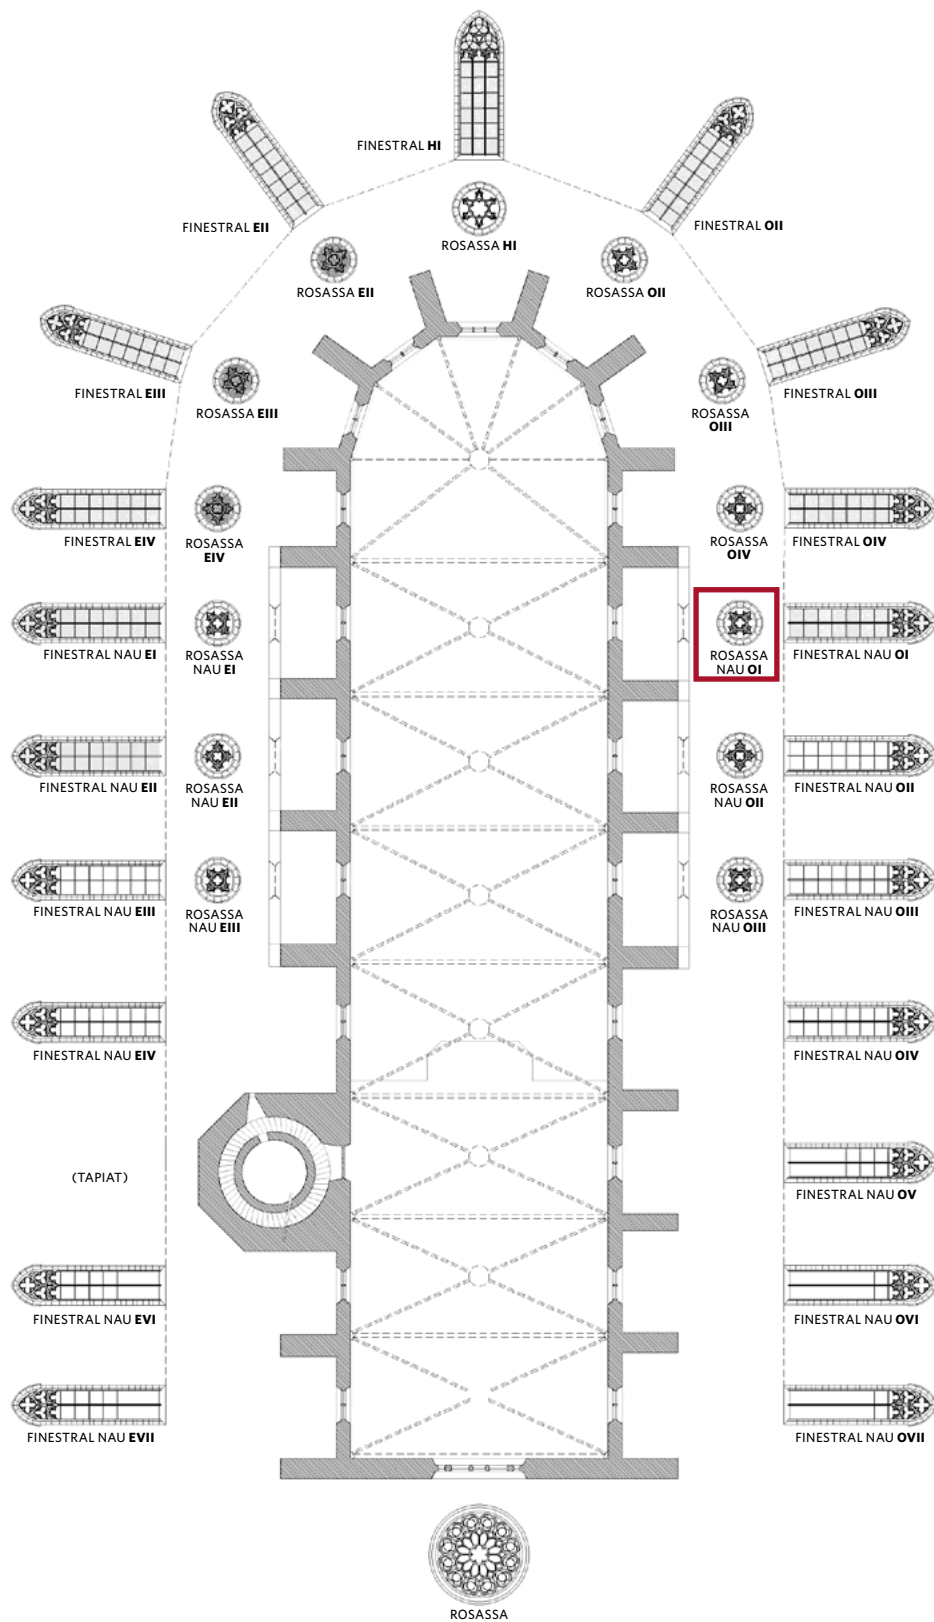 FINESTRAL HI
FINESTRAL EII
FINESTRAL OII
ROSASSA HI
ROSASSA EII
ROSASSA OII
FINESTRAL EIII
ROSASSA EIII
ROSASSA
OIII
FINESTRAL OIII
FINESTRAL EIV
ROSASSA
EIV
ROSASSA
OIV
FINESTRAL OIV
FINESTRAL NAU EI
ROSASSA
NAU EI
ROSASSA
NAU OI
FINESTRAL NAU OI
FINESTRAL NAU EII
ROSASSA
NAU EII
ROSASSA
NAU OII
FINESTRAL NAU OII
FINESTRAL NAU EIII
ROSASSA
NAU EIII
ROSASSA
NAU OIII
FINESTRAL NAU OIII
FINESTRAL NAU EIV
FINESTRAL NAU OIV
(TAPIAT)
FINESTRAL NAU OV
FINESTRAL NAU EVI
FINESTRAL NAU OVI
FINESTRAL NAU EVII
FINESTRAL NAU OVII
ROSASSA